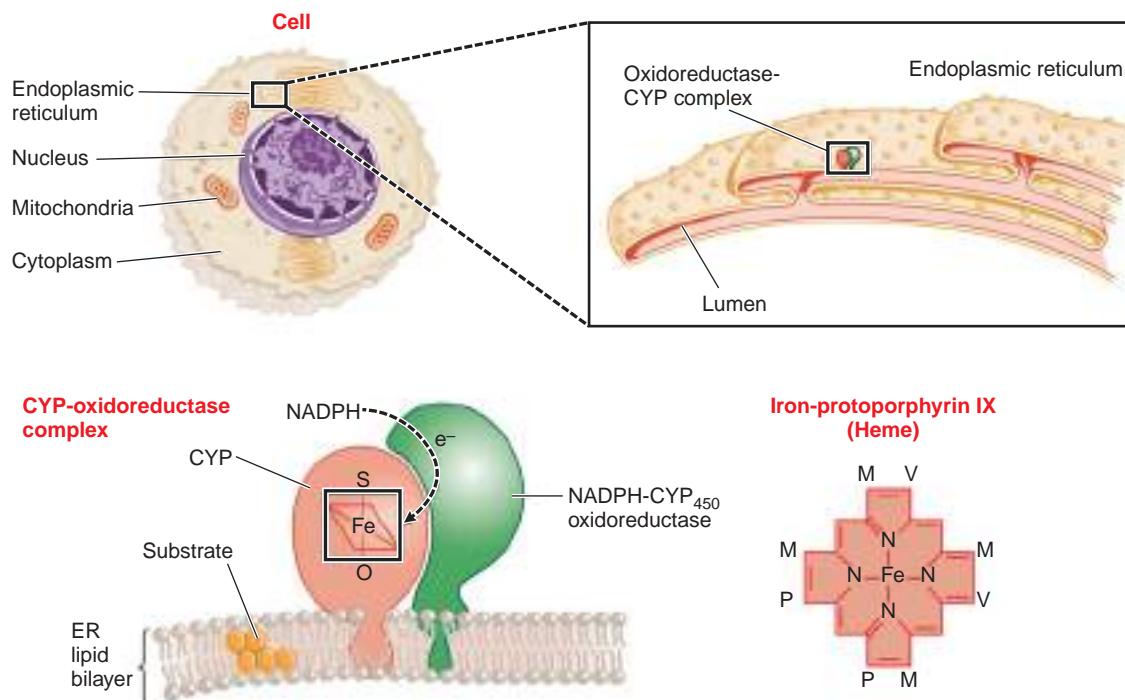 Cell
Endoplasmic
reticulum
Nucleus
Mitochondria
Cytoplasm
Oxidoreductase-
CYP complex
Endoplasmic reticulum
Lumen
CYP-oxidoreductase
complex
NADPH
e–
CYP
S
Fe
O
NADPH-CYP450
oxidoreductase
Substrate
ER
lipid
bilayer
Iron-protoporphyrin IX
(Heme)
M V
N
M M
N Fe N
P V
N
P M